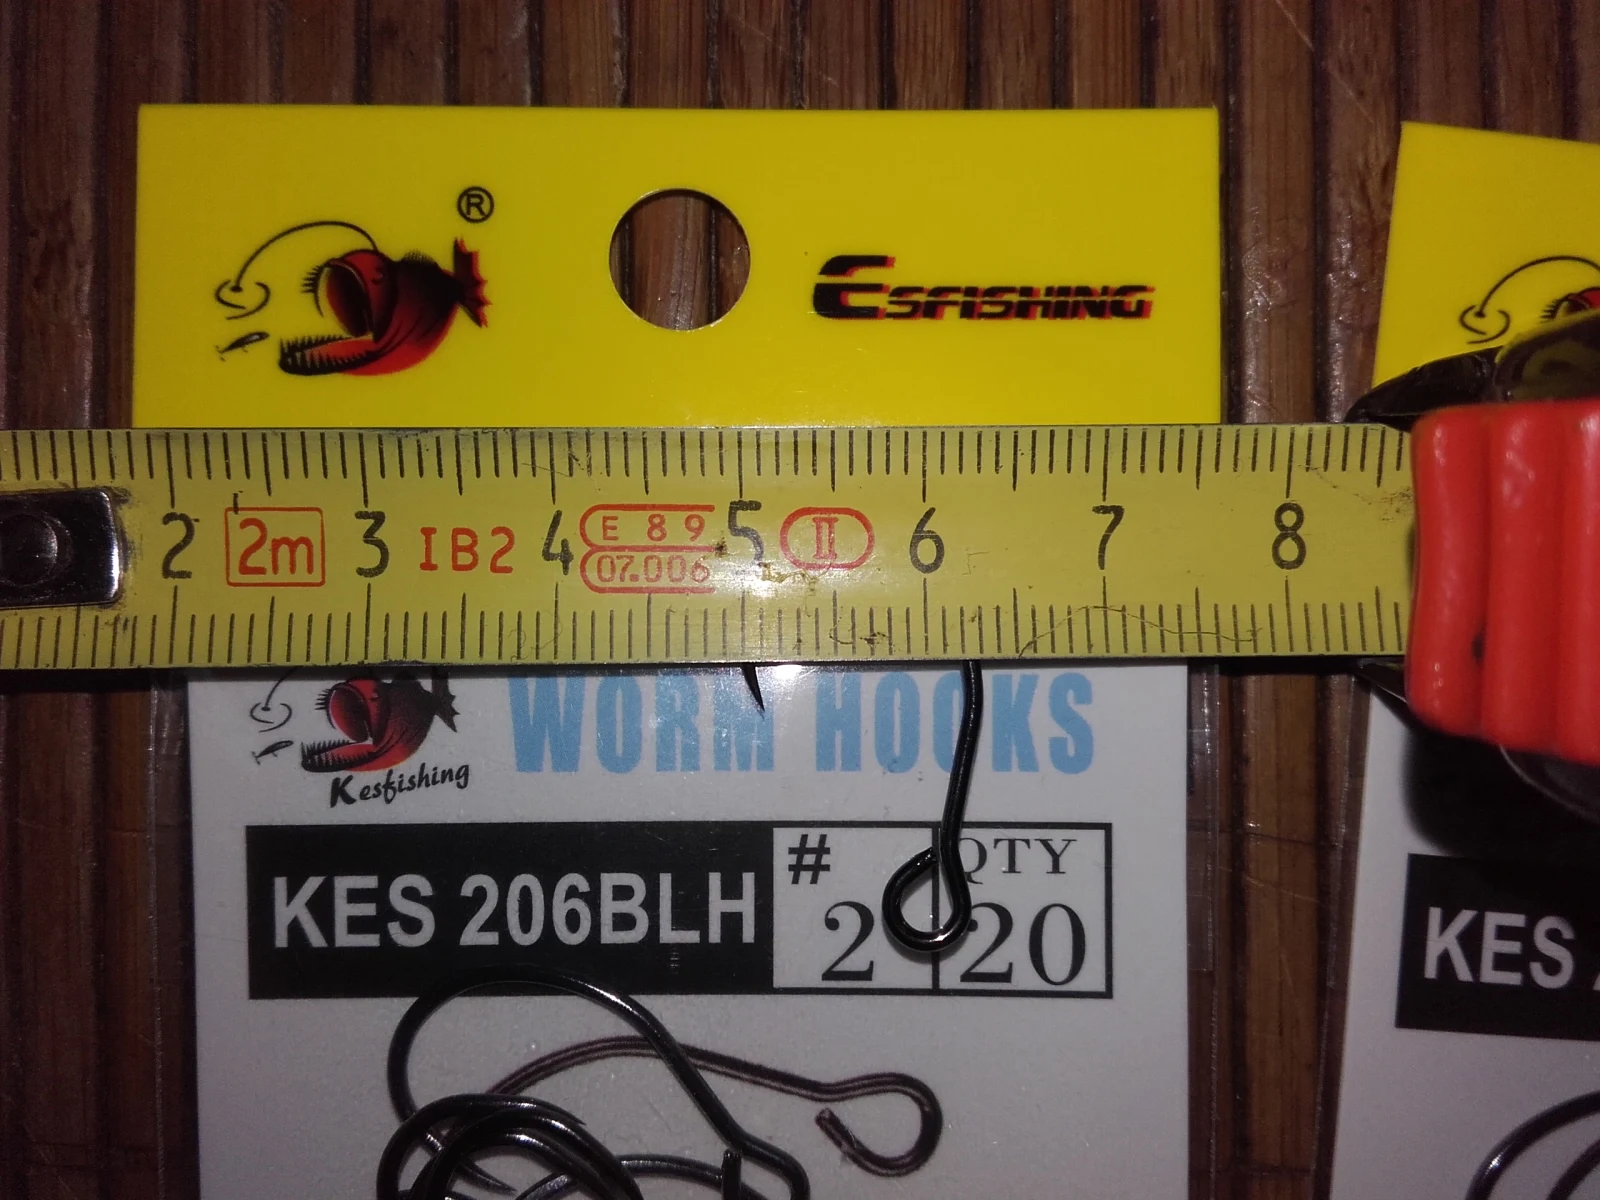 ®
ESFISHING
2 2m 3 IB2 4 E 89 5 II 6 7 8
07.006
WORM HOOKS
Kesfishing
KES 206BLH # 2 QTY 20
KES